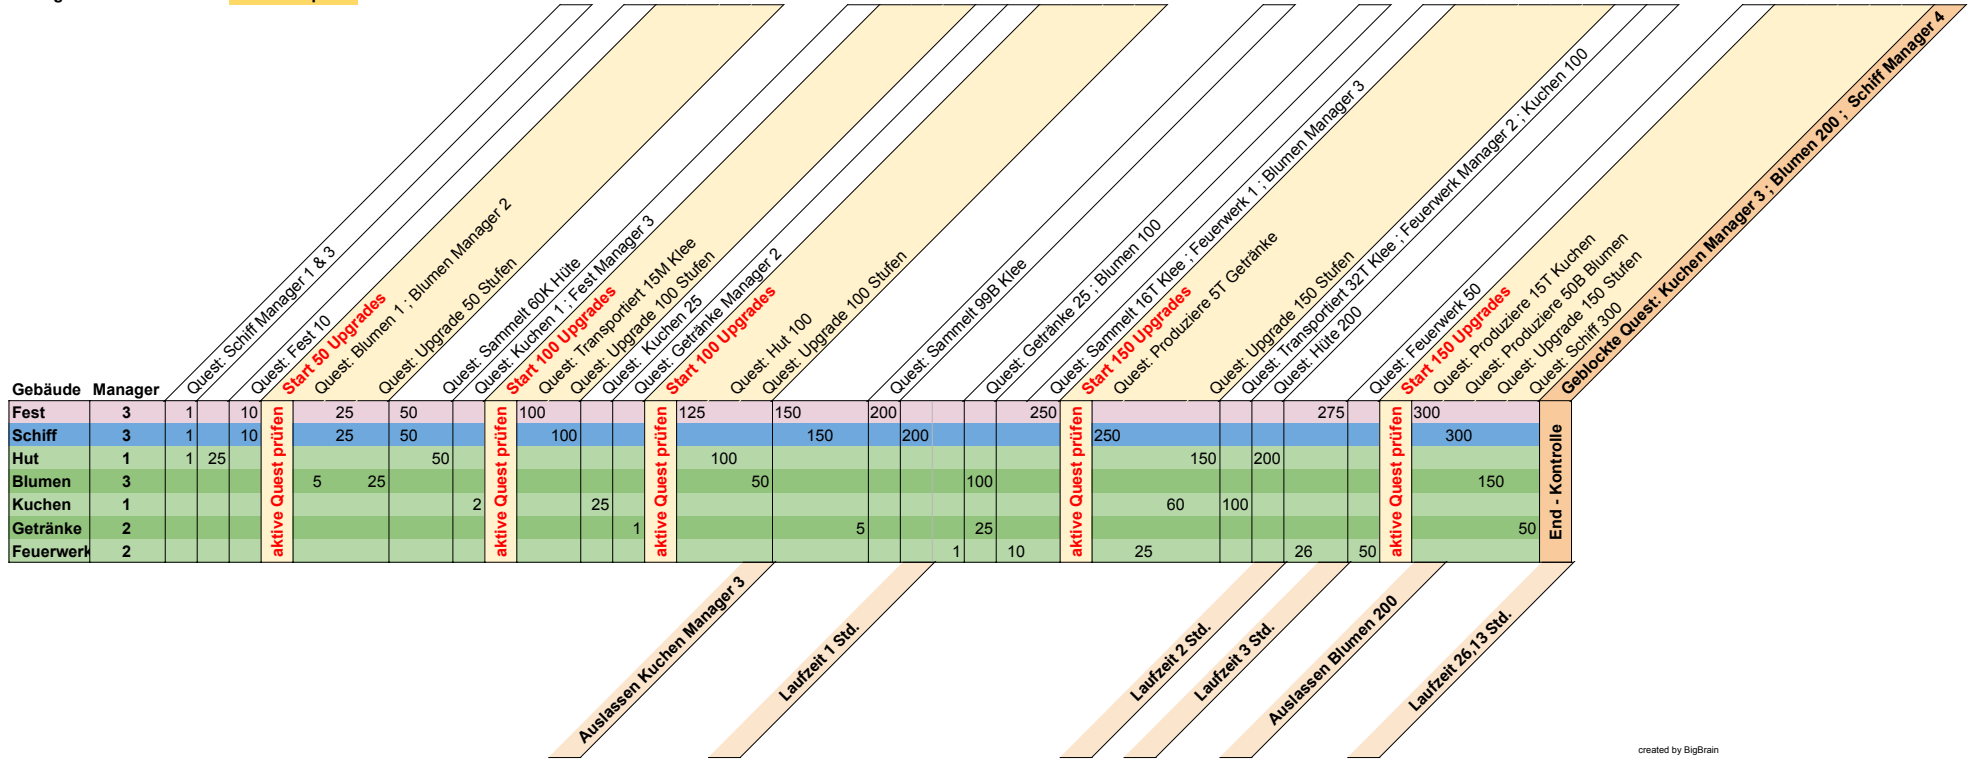 Quest: Schiff Manager 1 & 3
Quest: Fest 10
Start 50 Upgrades
Quest: Blumen 1 ; Blumen Manager 2
Quest: Upgrade 50 Stufen
Quest: Sammelt 60K Hüte
Quest: Kuchen 1 ; Fest Manager 3
Start 100 Upgrades
Quest: Transportiert 15M Klee
Quest: Upgrade 100 Stufen
Quest: Kuchen 25
Quest: Getränke Manager 2
Start 100 Upgrades
Quest: Hut 100
Quest: Upgrade 100 Stufen
Quest: Sammelt 99B Klee
Quest: Getränke 25 ; Blumen 100
Quest: Sammelt 16T Klee ; Feuerwerk 1 ; Blumen Manager 3
Start 150 Upgrades
Quest: Produziere 5T Getränke
Quest: Upgrade 150 Stufen
Quest: Transportiert 32T Klee ; Feuerwerk Manager 2 ; Kuchen 100
Quest: Hüte 200
Quest: Feuerwerk 50
Start 150 Upgrades
Quest: Produziere 15T Kuchen
Quest: Produziere 50B Blumen
Quest: Upgrade 150 Stufen
Quest: Schiff 300
Geblockte Quest: Kuchen Manager 3 ; Blumen 200 ; Schiff Manager 4
Gebäude Manager
Fest 3 1 10 25 50 100 125 150 200 250 275 300
Schiff 3 1 10 25 50 100 150 200 250 300
Hut 1 1 25 50 100 150 200
Blumen 3 5 25 50 100 150
Kuchen 1 2 25 60 100
Getränke 2 1 5 25 50
Feuerwerk 2 1 10 25 26 50
aktive Quest prüfen
aktive Quest prüfen
aktive Quest prüfen
aktive Quest prüfen
aktive Quest prüfen
End - Kontrolle
Auslassen Kuchen Manager 3
Laufzeit 1 Std.
Laufzeit 2 Std.
Laufzeit 3 Std.
Auslassen Blumen 200
Laufzeit 26,13 Std.
created by BigBrain